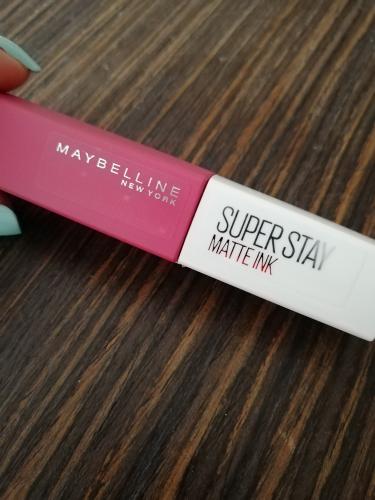 MAYBELLINE
NEW YORK
SUPER STAY
MATTE INK